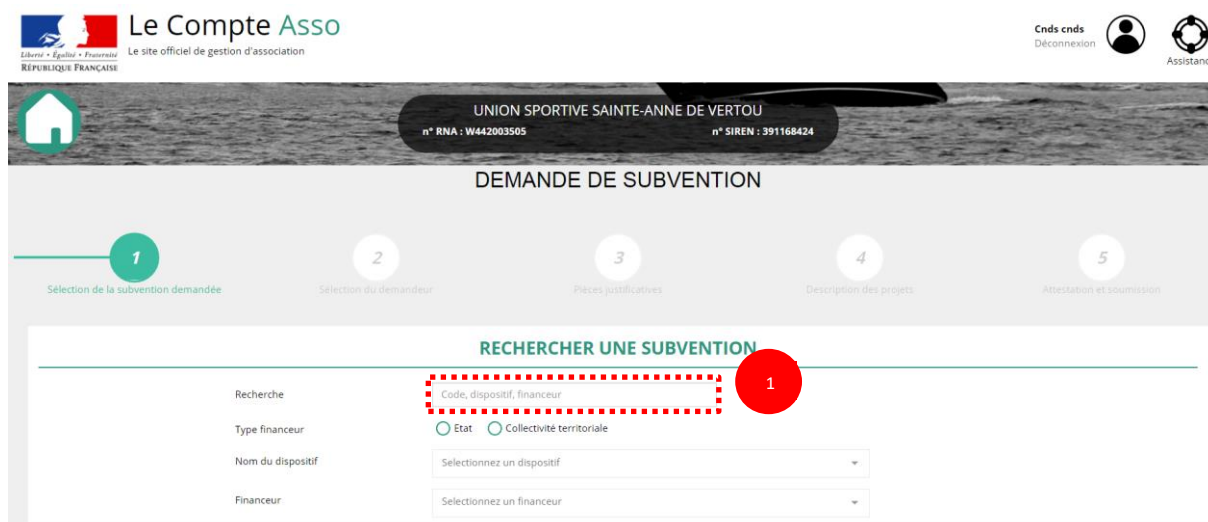 Le Compte Asso
Le site officiel de gestion d'association
Liberté • Égalité • Fraternité
RÉPUBLIQUE FRANÇAISE
Cnds cnds
Déconnexion
Assistanc
UNION SPORTIVE SAINTE-ANNE DE VERTOU
n° RNA : W442003505 n° SIREN : 391168424
DEMANDE DE SUBVENTION
1 2 3 4 5
Sélection de la subvention demandée Sélection du demandeur Pièces justificatives Description des projets Attestation et soumission
RECHERCHER UNE SUBVENTION
Recherche Code, dispositif, financeur 1
Type financeur Etat Collectivité territoriale
Nom du dispositif Selectionnez un dispositif
Financeur Selectionnez un financeur